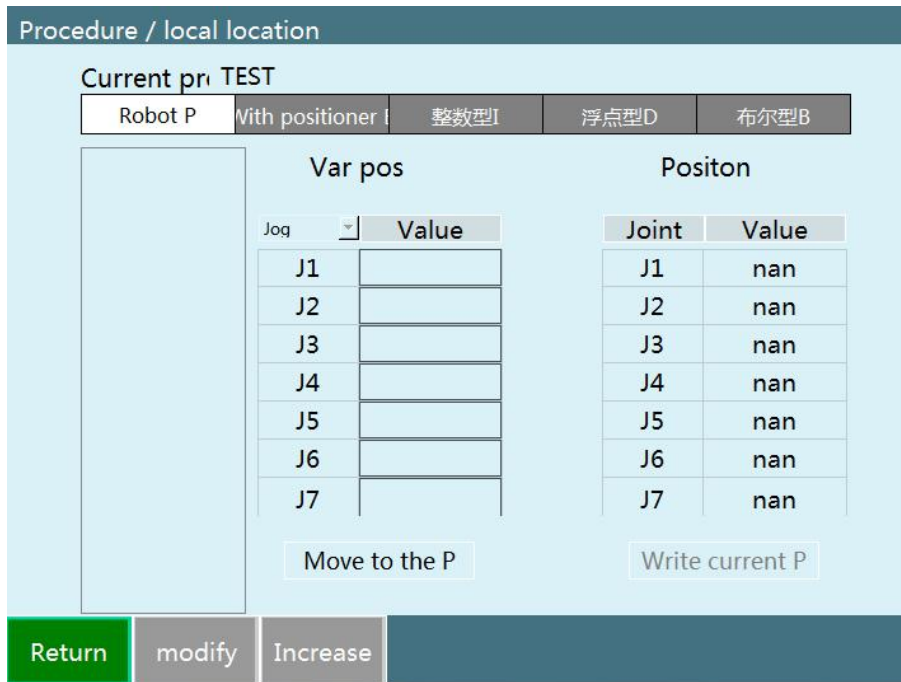 Procedure / local location
Current pr TEST
Robot P With positioner 整数型I 浮点型D 布尔型B
Var pos Positon
Jog Value Joint Value
J1 J1 nan
J2 J2 nan
J3 J3 nan
J4 J4 nan
J5 J5 nan
J6 J6 nan
J7 J7 nan
Move to the P Write current P
Return modify Increase